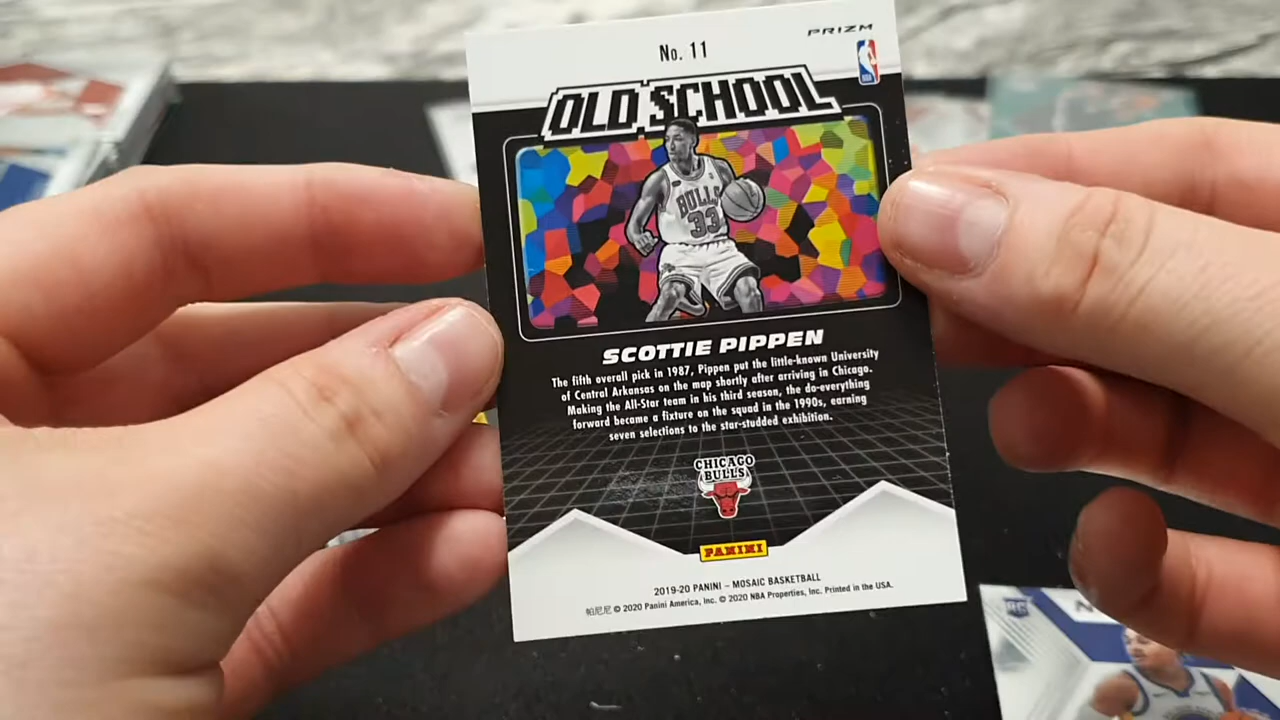 No. 11
PRIZM
OLD SCHOOL
BULLS
33
SCOTTIE PIPPEN
The fifth overall pick in 1987, Pippen put the little-known University
of Central Arkansas on the map shortly after arriving in Chicago.
Making the All-Star team in his third season, the do-everything
forward became a fixture on the squad in the 1990s, earning
seven selections to the star-studded exhibition.
CHICAGO
BULLS
PANINI
2019-20 PANINI – MOSAIC BASKETBALL
帕尼尼 © 2020 Panini America, Inc. © 2020 NBA Properties, Inc. Printed in the USA.
RC